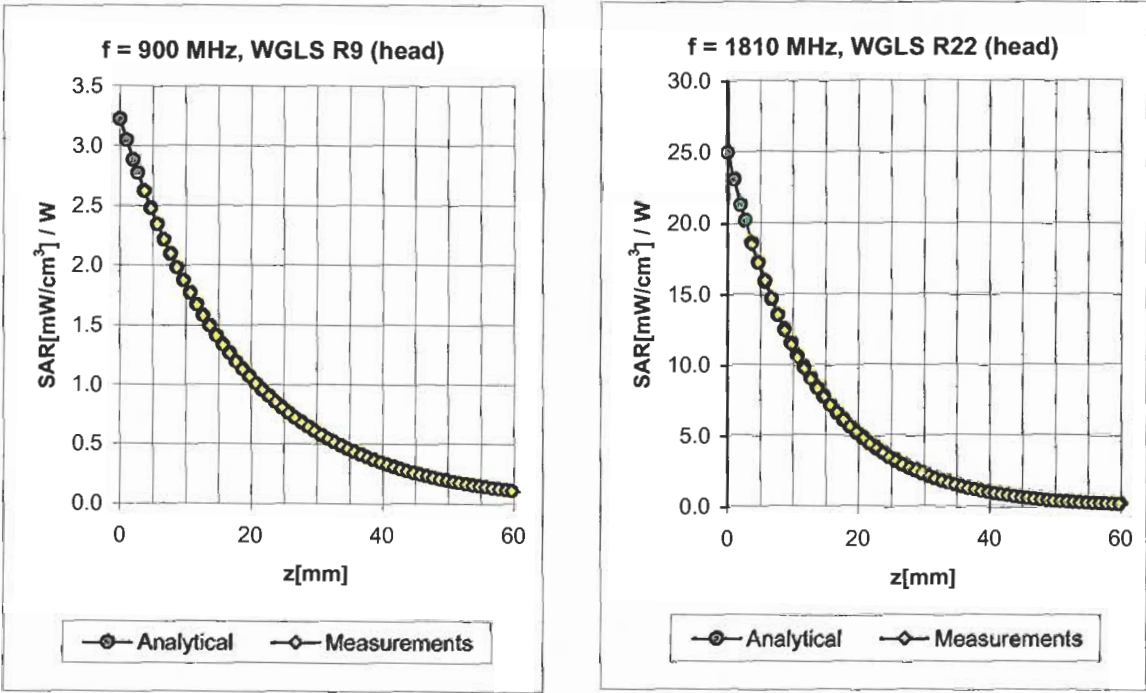 f = 900 MHz, WGLS R9 (head)
3.5
3.0
2.5
2.0
1.5
1.0
0.5
0.0
SAR[mW/cm³] / W
0
20
40
60
z[mm]
Analytical
Measurements
f = 1810 MHz, WGLS R22 (head)
30.0
25.0
20.0
15.0
10.0
5.0
0.0
SAR[mW/cm³] / W
0
20
40
60
z[mm]
Analytical
Measurements